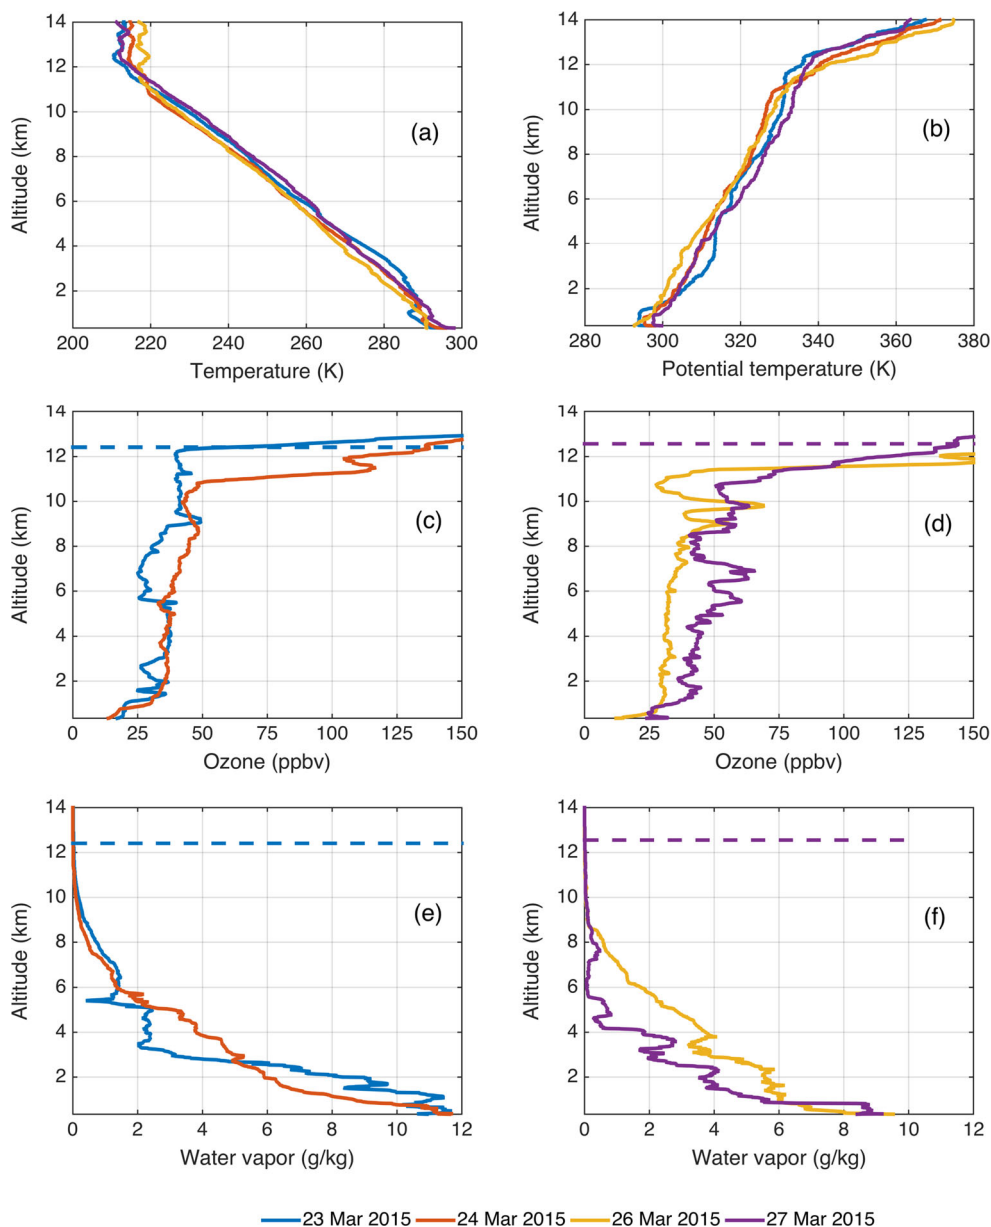 14
12
10
8
6
4
2
Altitude (km)
(a)
200 220 240 260 280 300
Temperature (K)
14
12
10
8
6
4
2
Altitude (km)
(b)
280 300 320 340 360 380
Potential temperature (K)
14
12
10
8
6
4
2
Altitude (km)
(c)
0 25 50 75 100 125 150
Ozone (ppbv)
14
12
10
8
6
4
2
Altitude (km)
(d)
0 25 50 75 100 125 150
Ozone (ppbv)
14
12
10
8
6
4
2
Altitude (km)
(e)
0 2 4 6 8 10 12
Water vapor (g/kg)
14
12
10
8
6
4
2
Altitude (km)
(f)
0 2 4 6 8 10 12
Water vapor (g/kg)
23 Mar 2015 24 Mar 2015 26 Mar 2015 27 Mar 2015